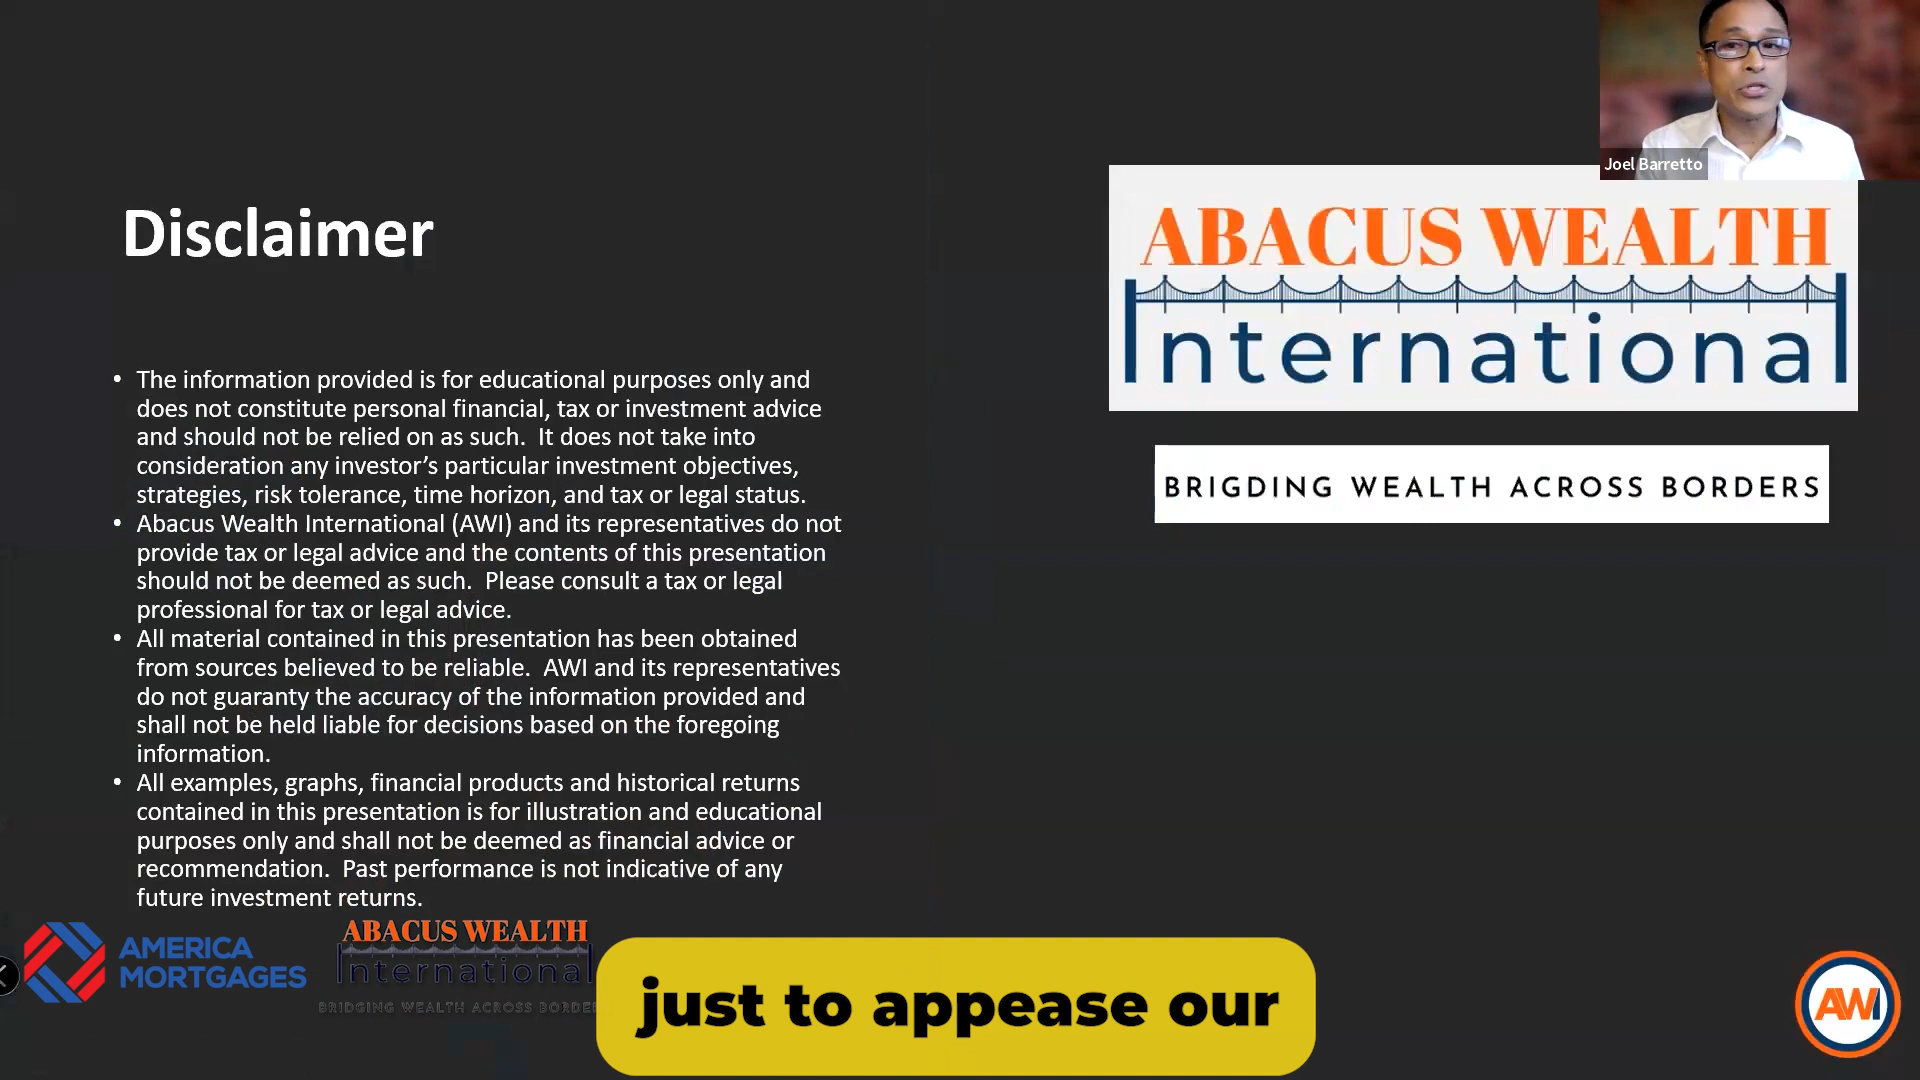 Joel Barretto
Disclaimer
ABACUS WEALTH
International
BRIGDING WEALTH ACROSS BORDERS
• The information provided is for educational purposes only and
does not constitute personal financial, tax or investment advice
and should not be relied on as such.  It does not take into
consideration any investor’s particular investment objectives,
strategies, risk tolerance, time horizon, and tax or legal status.
• Abacus Wealth International (AWI) and its representatives do not
provide tax or legal advice and the contents of this presentation
should not be deemed as such.  Please consult a tax or legal
professional for tax or legal advice.
• All material contained in this presentation has been obtained
from sources believed to be reliable.  AWI and its representatives
do not guaranty the accuracy of the information provided and
shall not be held liable for decisions based on the foregoing
information.
• All examples, graphs, financial products and historical returns
contained in this presentation is for illustration and educational
purposes only and shall not be deemed as financial advice or
recommendation.  Past performance is not indicative of any
future investment returns.
AMERICA
MORTGAGES
ABACUS WEALTH
International
BRIDGING WEALTH ACROSS
just to appease our
AWI